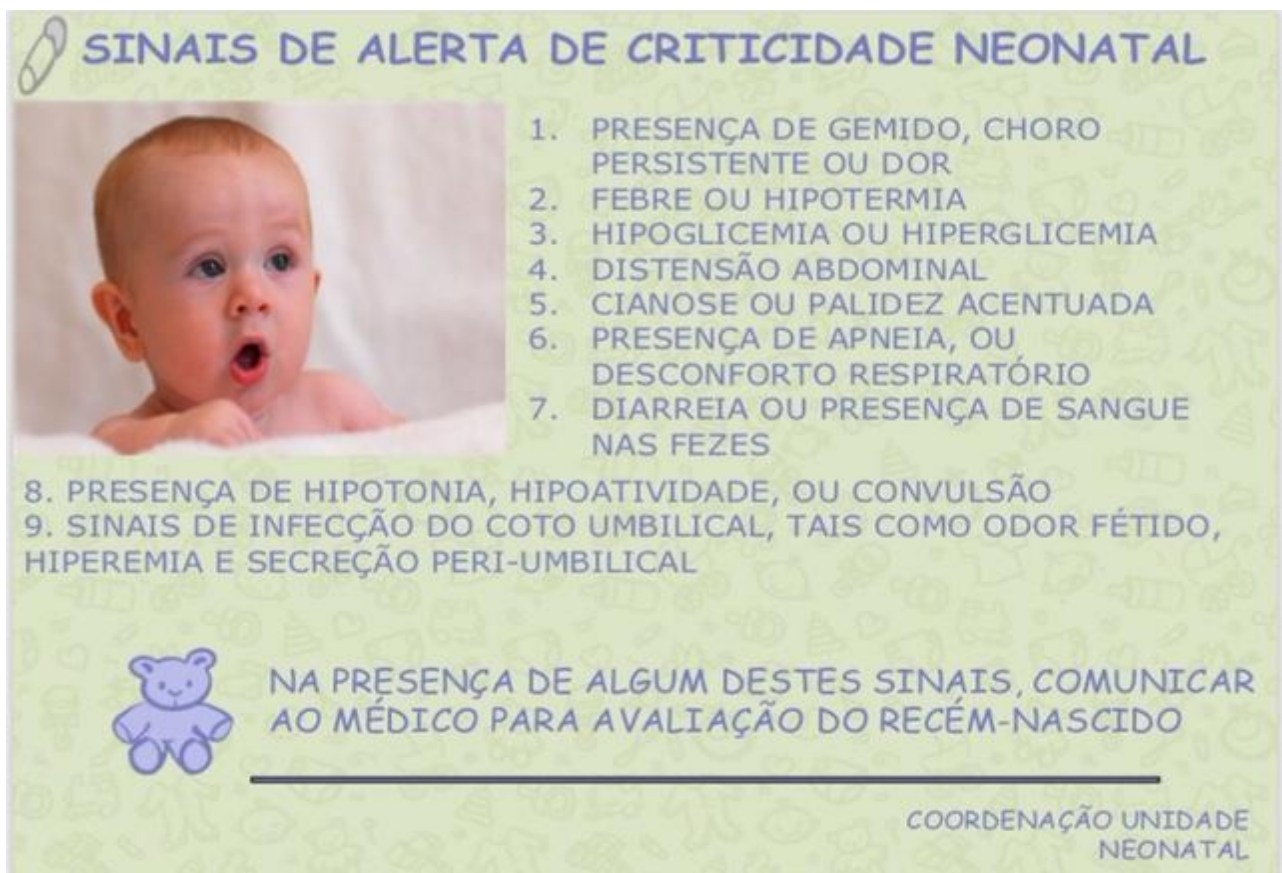 SINAIS DE ALERTA DE CRITICIDADE NEONATAL
1. PRESENÇA DE GEMIDO, CHORO
PERSISTENTE OU DOR
2. FEBRE OU HIPOTERMIA
3. HIPOGLICEMIA OU HIPERGLICEMIA
4. DISTENSÃO ABDOMINAL
5. CIANOSE OU PALIDEZ ACENTUADA
6. PRESENÇA DE APNEIA, OU
DESCONFORTO RESPIRATÓRIO
7. DIARREIA OU PRESENÇA DE SANGUE
NAS FEZES
8. PRESENÇA DE HIPOTONIA, HIPOATIVIDADE, OU CONVULSÃO
9. SINAIS DE INFECÇÃO DO COTO UMBILICAL, TAIS COMO ODOR FÉTIDO,
HIPEREMIA E SECREÇÃO PERI-UMBILICAL
NA PRESENÇA DE ALGUM DESTES SINAIS, COMUNICAR
AO MÉDICO PARA AVALIAÇÃO DO RECÉM-NASCIDO
COORDENAÇÃO UNIDADE
NEONATAL